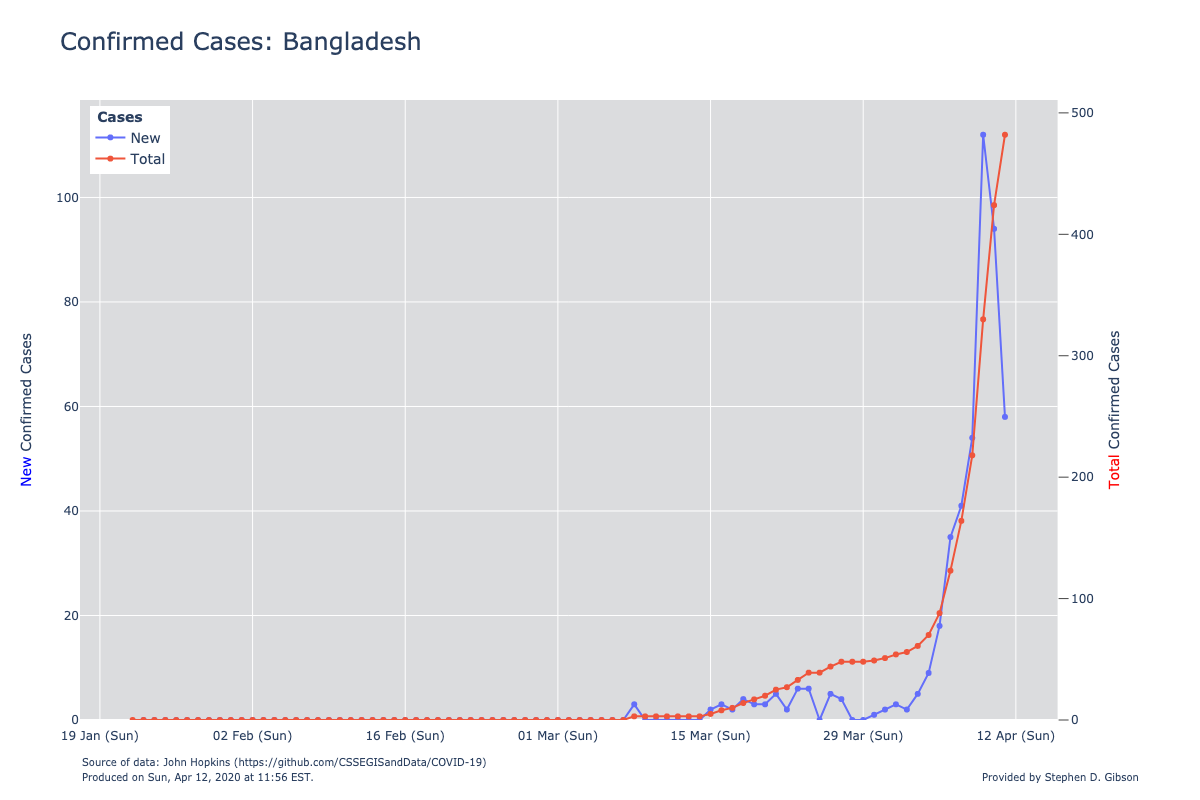 Confirmed Cases: Bangladesh
Cases
New
Total
100
80
60
40
20
0
500
400
300
200
100
0
New Confirmed Cases
Total Confirmed Cases
19 Jan (Sun)
02 Feb (Sun)
16 Feb (Sun)
01 Mar (Sun)
15 Mar (Sun)
29 Mar (Sun)
12 Apr (Sun)
Source of data: John Hopkins (https://github.com/CSSEGISandData/COVID-19)
Produced on Sun, Apr 12, 2020 at 11:56 EST.
Provided by Stephen D. Gibson